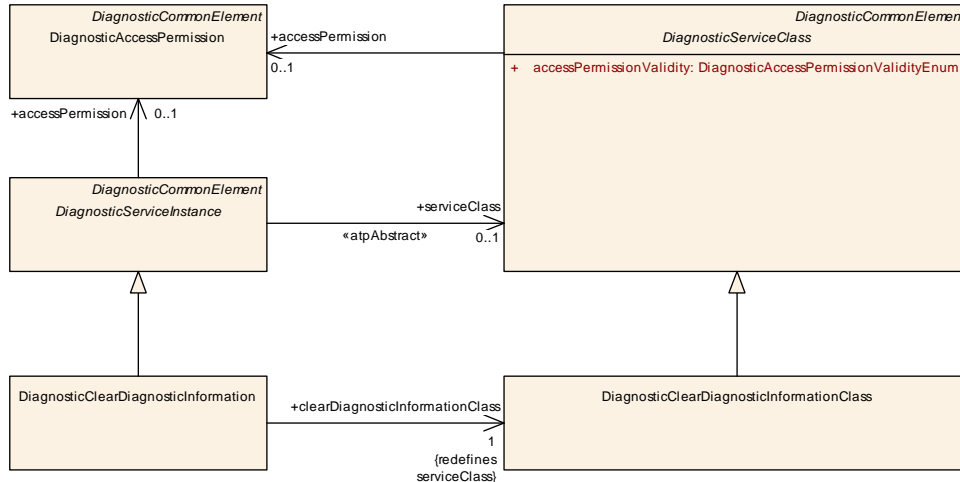 DiagnosticCommonElement
DiagnosticAccessPermission
+accessPermission
0..1
DiagnosticCommonElement
DiagnosticServiceClass
+ accessPermissionValidity: DiagnosticAccessPermissionValidityEnum
+accessPermission
0..1
DiagnosticCommonElement
DiagnosticServiceInstance
+serviceClass
«atpAbstract»
0..1
DiagnosticClearDiagnosticInformation
+clearDiagnosticInformationClass
1
{redefines
serviceClass}
DiagnosticClearDiagnosticInformationClass